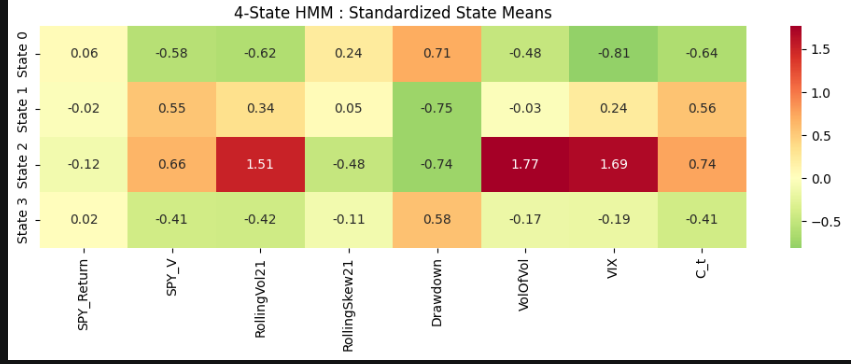 4-State HMM : Standardized State Means
State 0 0.06 -0.58 -0.62 0.24 0.71 -0.48 -0.81 -0.64
State 1 -0.02 0.55 0.34 0.05 -0.75 -0.03 0.24 0.56
State 2 -0.12 0.66 1.51 -0.48 -0.74 1.77 1.69 0.74
State 3 0.02 -0.41 -0.42 -0.11 0.58 -0.17 -0.19 -0.41
SPY_Return SPY_V RollingVol21 RollingSkew21 Drawdown VolOfVol VIX C_t
1.5
1.0
0.5
0.0
−0.5